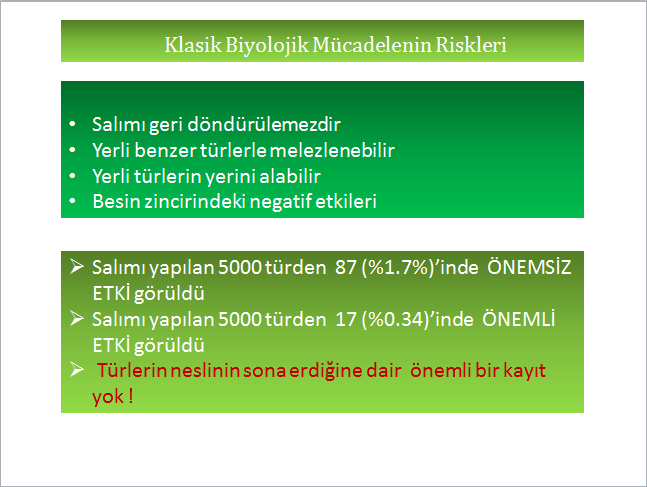 Klasik Biyolojik Mücadelenin Riskleri
• Salımı geri döndürülemezdir
• Yerli benzer türlerle melezlenebilir
• Yerli türlerin yerini alabilir
• Besin zincirindeki negatif etkileri
➢ Salımı yapılan 5000 türden 87 (%1.7%)’inde ÖNEMSİZ
ETKİ görüldü
➢ Salımı yapılan 5000 türden 17 (%0.34)’inde ÖNEMLİ
ETKİ görüldü
➢ Türlerin neslinin sona erdiğine dair önemli bir kayıt
yok !